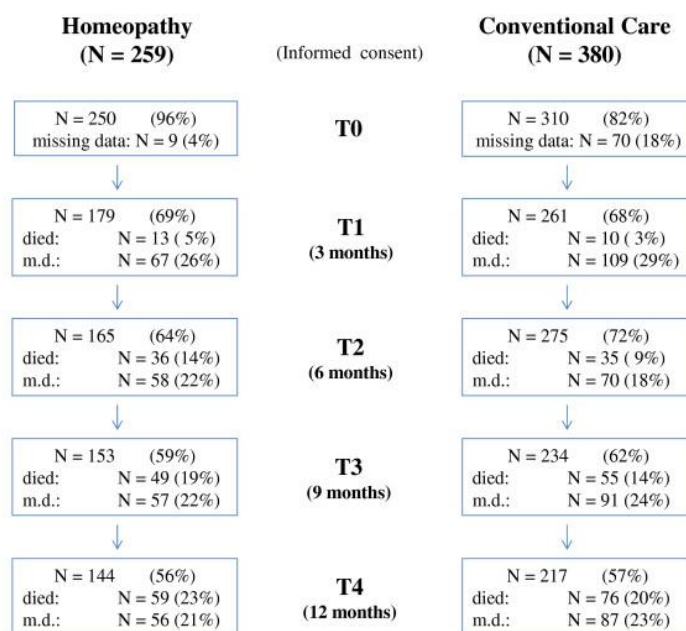 Homeopathy
(N = 259)
(Informed consent)
Conventional Care
(N = 380)
N = 250 (96%)
missing data: N = 9 (4%)
T0
N = 310 (82%)
missing data: N = 70 (18%)
N = 179 (69%)
died: N = 13 ( 5%)
m.d.: N = 67 (26%)
T1
(3 months)
N = 261 (68%)
died: N = 10 ( 3%)
m.d.: N = 109 (29%)
N = 165 (64%)
died: N = 36 (14%)
m.d.: N = 58 (22%)
T2
(6 months)
N = 275 (72%)
died: N = 35 ( 9%)
m.d.: N = 70 (18%)
N = 153 (59%)
died: N = 49 (19%)
m.d.: N = 57 (22%)
T3
(9 months)
N = 234 (62%)
died: N = 55 (14%)
m.d.: N = 91 (24%)
N = 144 (56%)
died: N = 59 (23%)
m.d.: N = 56 (21%)
T4
(12 months)
N = 217 (57%)
died: N = 76 (20%)
m.d.: N = 87 (23%)